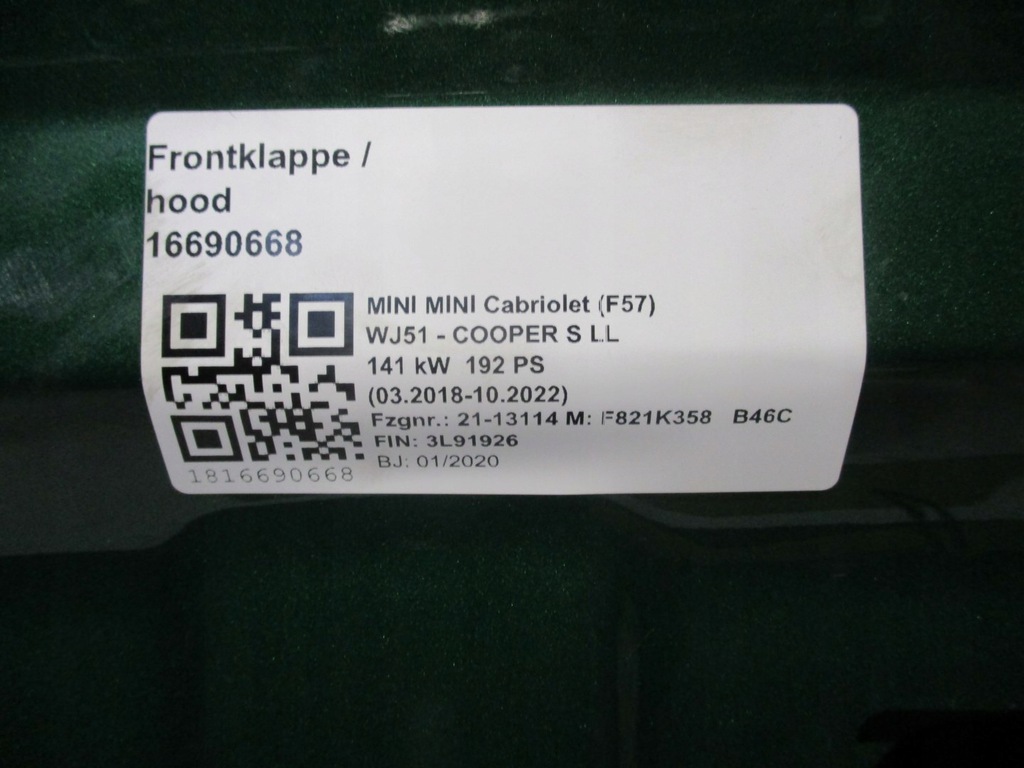 Frontklappe /
hood
16690668
MINI MINI Cabriolet (F57)
WJ51 - COOPER S LL
141 kW 192 PS
(03.2018-10.2022)
Fzgnr.: 21-13114 M: F821K358 B46C
FIN: 3L91926
BJ: 01/2020
1816690668